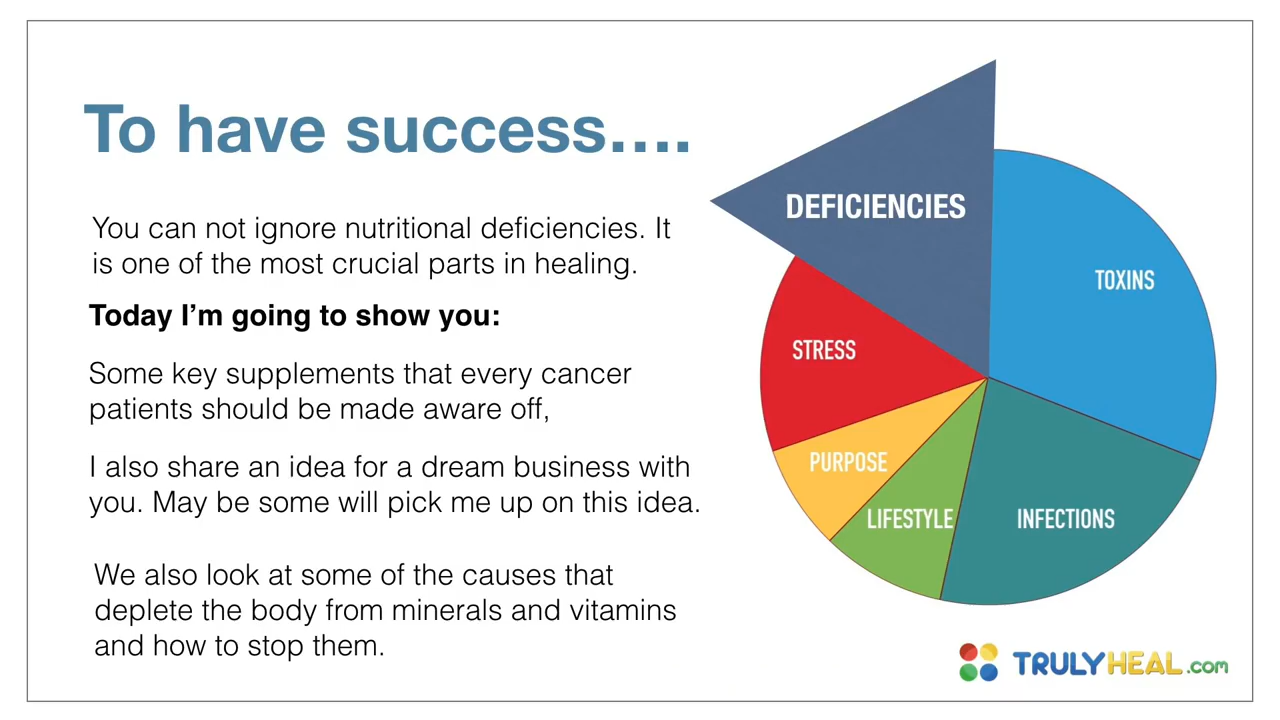 To have success....
You can not ignore nutritional deficiencies. It
is one of the most crucial parts in healing.
Today I'm going to show you:
Some key supplements that every cancer
patients should be made aware off,
I also share an idea for a dream business with
you. May be some will pick me up on this idea.
We also look at some of the causes that
deplete the body from minerals and vitamins
and how to stop them.
DEFICIENCIES
TOXINS
STRESS
PURPOSE
LIFESTYLE
INFECTIONS
TRULYHEAL.com